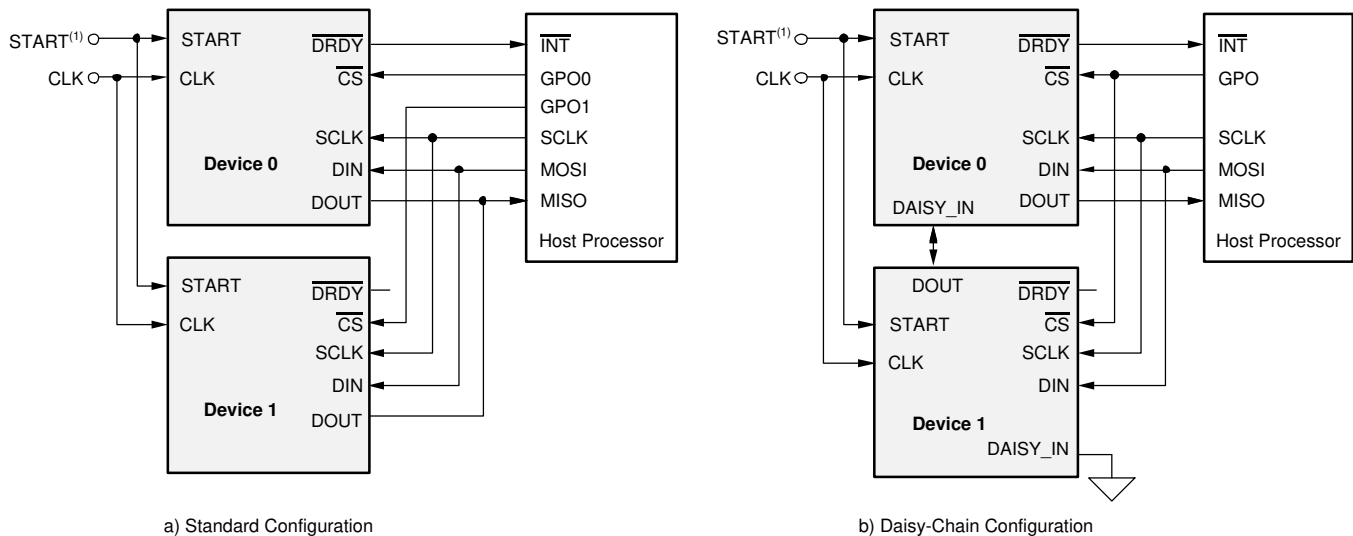 START(1)
CLK
START
CLK
DRDY
CS
SCLK
DIN
DOUT
Device 0
INT
GPO0
GPO1
SCLK
MOSI
MISO
Host Processor
START
CLK
DRDY
CS
SCLK
DIN
DOUT
Device 1
a) Standard Configuration
START(1)
CLK
START
CLK
DRDY
CS
SCLK
DIN
DOUT
Device 0
DAISY_IN
INT
GPO
SCLK
MOSI
MISO
Host Processor
DOUT
START
CLK
DRDY
CS
SCLK
DIN
Device 1
DAISY_IN
b) Daisy-Chain Configuration